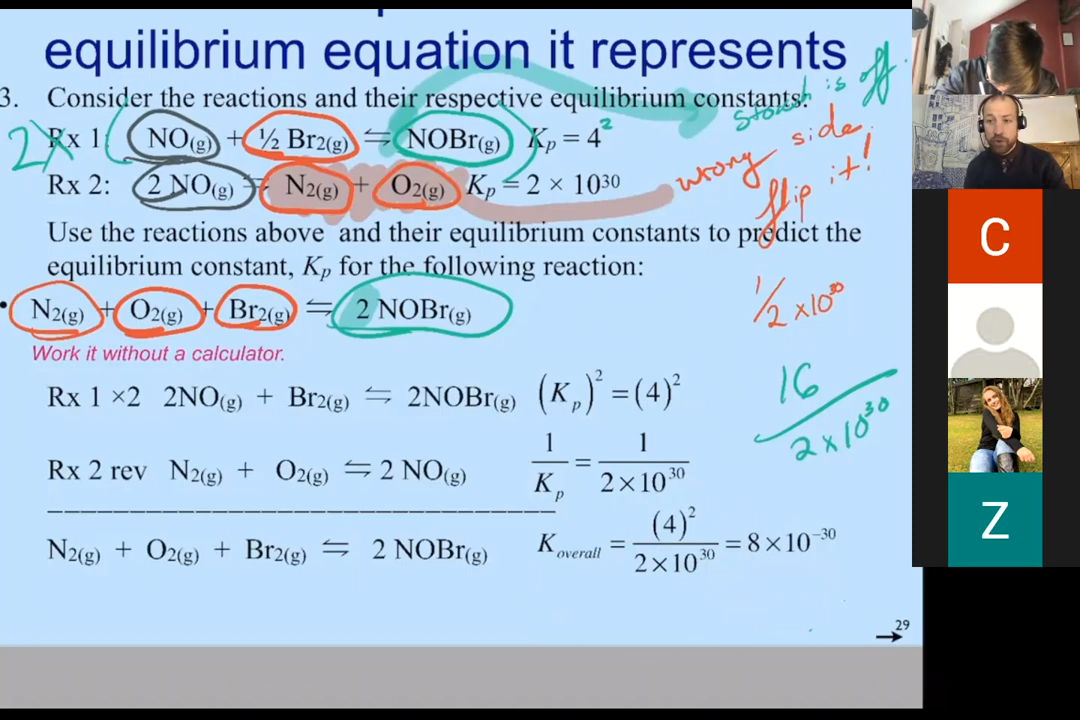 equilibrium equation it represents
3. Consider the reactions and their respective equilibrium constants:
stoich is off.
2x Rx 1: NO(g) + ½ Br2(g) ⇋ NOBr(g) Kp = 4²
wrong side
flip it!
Rx 2: 2 NO(g) ⇋ N2(g) + O2(g) Kp = 2 × 10³⁰
Use the reactions above and their equilibrium constants to predict the
equilibrium constant, Kp for the following reaction:
• N2(g) + O2(g) + Br2(g) ⇋ 2 NOBr(g)
1/2 x10³⁰
Work it without a calculator.
Rx 1 ×2 2NO(g) + Br2(g) ⇋ 2NOBr(g) (Kp)² = (4)²
16
2 x 10³⁰
Rx 2 rev N2(g) + O2(g) ⇋ 2 NO(g) 1/Kp = 1/2×10³⁰
N2(g) + O2(g) + Br2(g) ⇋ 2 NOBr(g) Koverall = (4)²/2×10³⁰ = 8×10⁻³⁰
29
C
Z